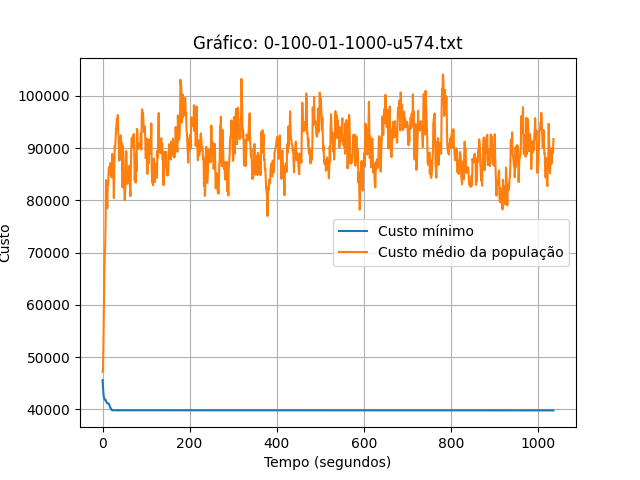 Gráfico: 0-100-01-1000-u574.txt
100000
90000
80000
70000
60000
50000
40000
Custo
Custo mínimo
Custo médio da população
0
200
400
600
800
1000
Tempo (segundos)